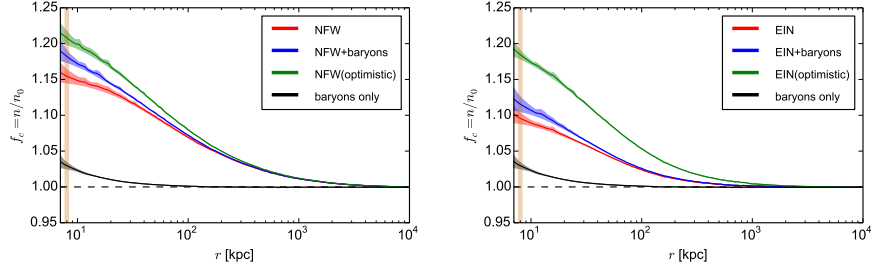 1.25
1.20
1.15
1.10
1.05
1.00
0.95
f_c = n/n_0
NFW
NFW+baryons
NFW(optimistic)
baryons only
10^1
10^2
10^3
10^4
r [kpc]
1.25
1.20
1.15
1.10
1.05
1.00
0.95
f_c = n/n_0
EIN
EIN+baryons
EIN(optimistic)
baryons only
10^1
10^2
10^3
10^4
r [kpc]